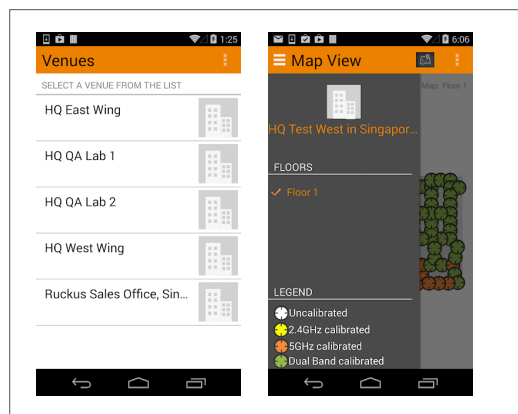 1:25
Venues
SELECT A VENUE FROM THE LIST
HQ East Wing
HQ QA Lab 1
HQ QA Lab 2
HQ West Wing
Ruckus Sales Office, Sin...
6:06
Map View
Map: Floor 1
HQ Test West in Singapor...
FLOORS
Floor 1
LEGEND
Uncalibrated
2.4GHz calibrated
5GHz calibrated
Dual Band calibrated